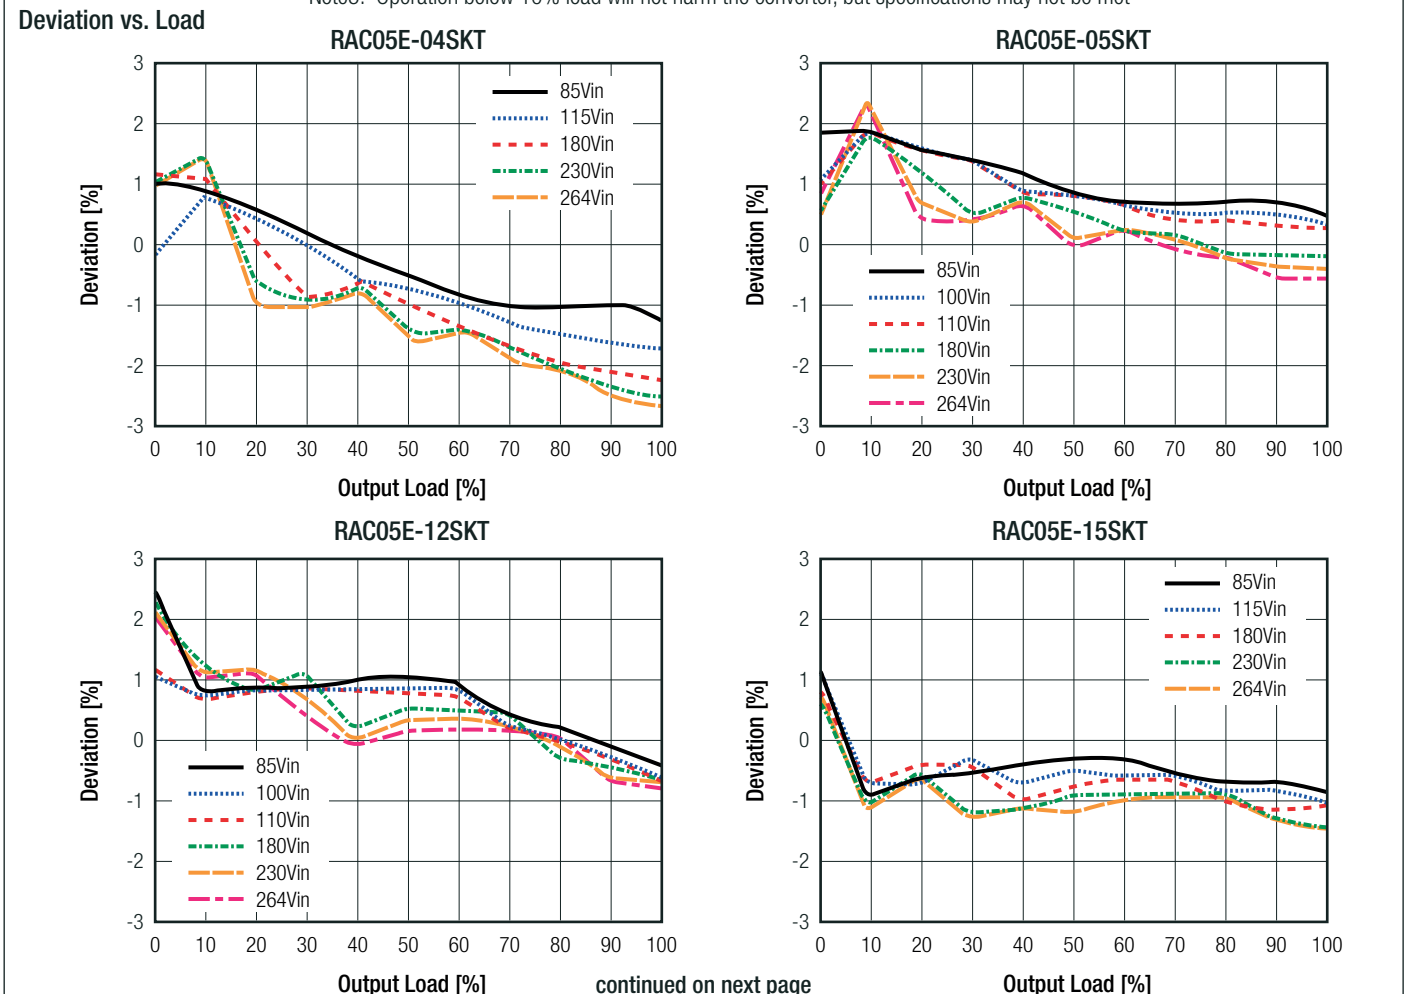 Deviation vs. Load
RAC05E-04SKT
3
2
1
0
-1
-2
-3
Deviation [%]
85Vin
115Vin
180Vin
230Vin
264Vin
0 10 20 30 40 50 60 70 80 90 100
Output Load [%]
RAC05E-05SKT
3
2
1
0
-1
-2
-3
Deviation [%]
85Vin
100Vin
110Vin
180Vin
230Vin
264Vin
0 10 20 30 40 50 60 70 80 90 100
Output Load [%]
RAC05E-12SKT
3
2
1
0
-1
-2
-3
Deviation [%]
85Vin
100Vin
110Vin
180Vin
230Vin
264Vin
0 10 20 30 40 50 60 70 80 90 100
Output Load [%]
RAC05E-15SKT
3
2
1
0
-1
-2
-3
Deviation [%]
85Vin
115Vin
180Vin
230Vin
264Vin
0 10 20 30 40 50 60 70 80 90 100
Output Load [%]
continued on next page